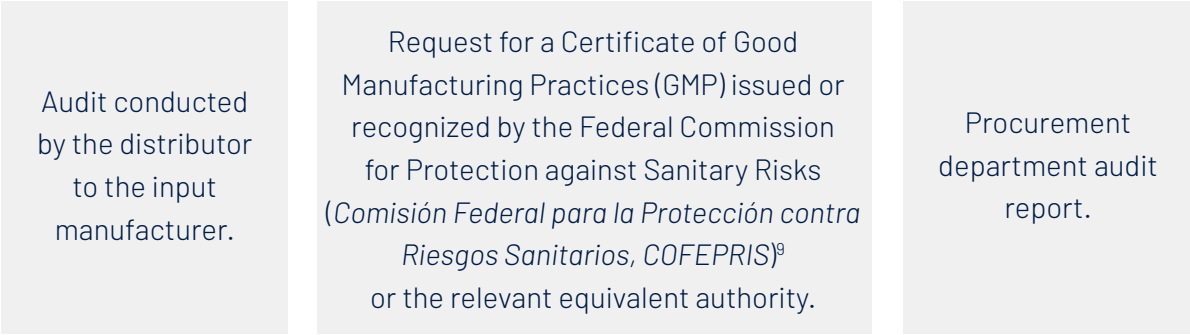 Audit conducted
by the distributor
to the input
manufacturer.
Request for a Certificate of Good
Manufacturing Practices (GMP) issued or
recognized by the Federal Commission
for Protection against Sanitary Risks
(Comisión Federal para la Protección contra
Riesgos Sanitarios, COFEPRIS)⁹
or the relevant equivalent authority.
Procurement
department audit
report.